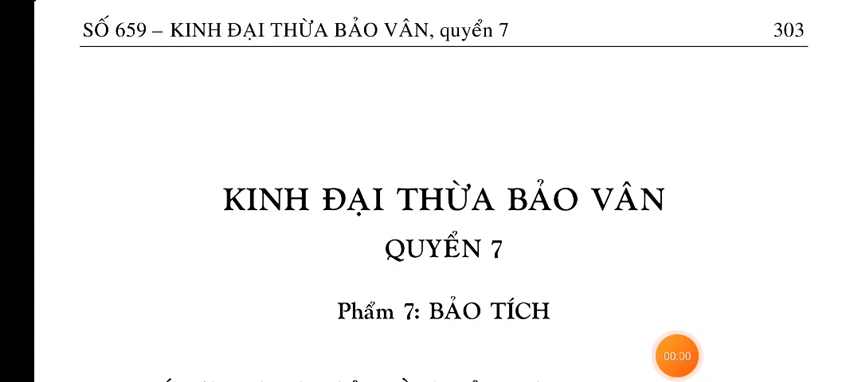 SỐ 659 – KINH ĐẠI THỪA BẢO VÂN, quyển 7 303
KINH ĐẠI THỪA BẢO VÂN
QUYỂN 7
Phẩm 7: BẢO TÍCH
00:00